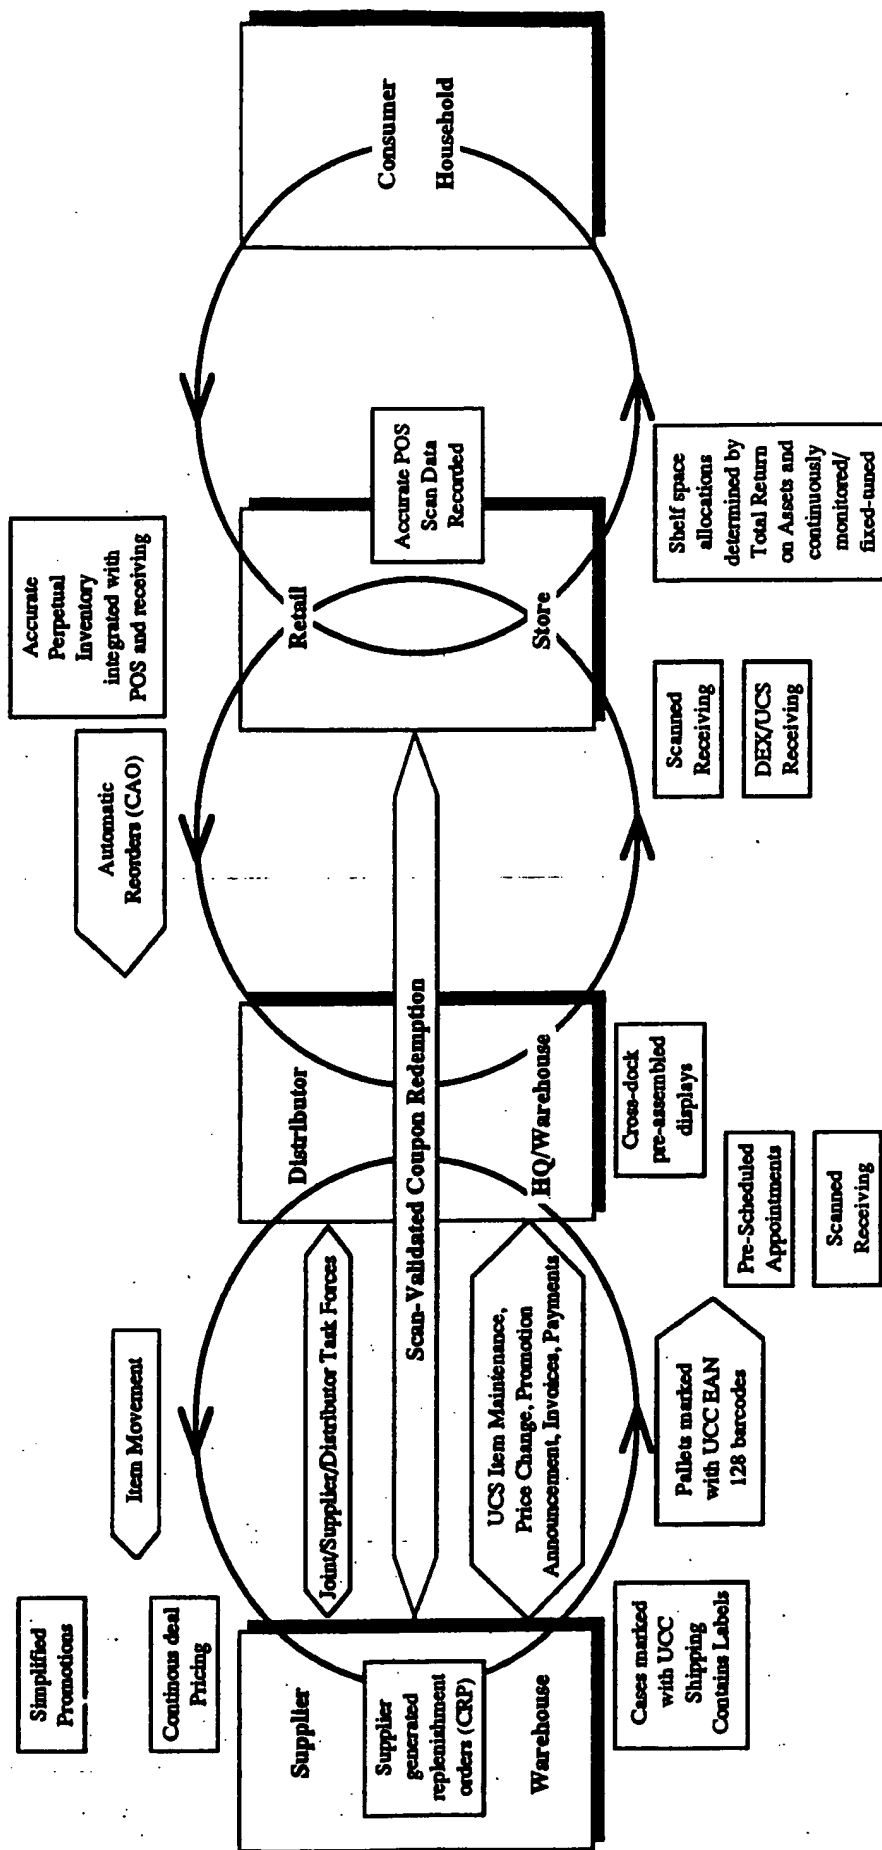 Simplified
Promotions
Continous deal
Pricing
Item Movement
Automatic
Reorders (CAO)
Accurate
Perpetual
Inventory
integrated with
POS and receiving
Supplier
Supplier
generated
replenishment
orders (CRP)
Warehouse
Joint/Supplier/Distributor Task Forces
Scan-Validated Coupon Redemption
UCS Item Maintenance,
Price Change, Promotion
Announcement, Invoices, Payments
Distributor
HQ/Warehouse
Retail
Store
Accurate POS
Scan Data
Recorded
Consumer
Household
Cases marked
with UCC
Shipping
Contains Labels
Pallets marked
with UCC EAN
128 barcodes
Cross-dock
pre-assembled
displays
Pre-Scheduled
Appointments
Scanned
Receiving
Scanned
Receiving
DEX/UCS
Receiving
Shelf space
allocations
determined by
Total Return
on Assets and
continuously
monitored/
fixed-tuned